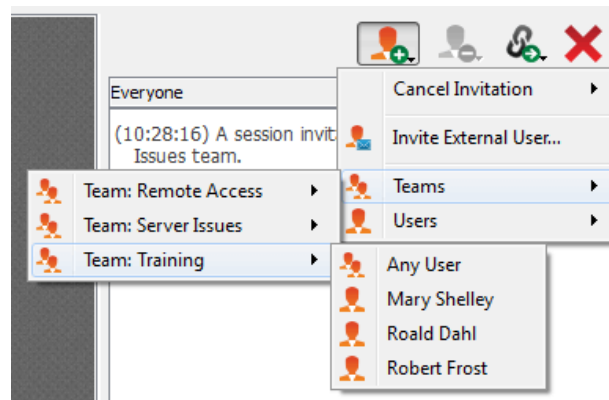 Everyone
(10:28:16) A session invit
Issues team.
Cancel Invitation
Invite External User...
Teams
Users
Team: Remote Access
Team: Server Issues
Team: Training
Any User
Mary Shelley
Roald Dahl
Robert Frost